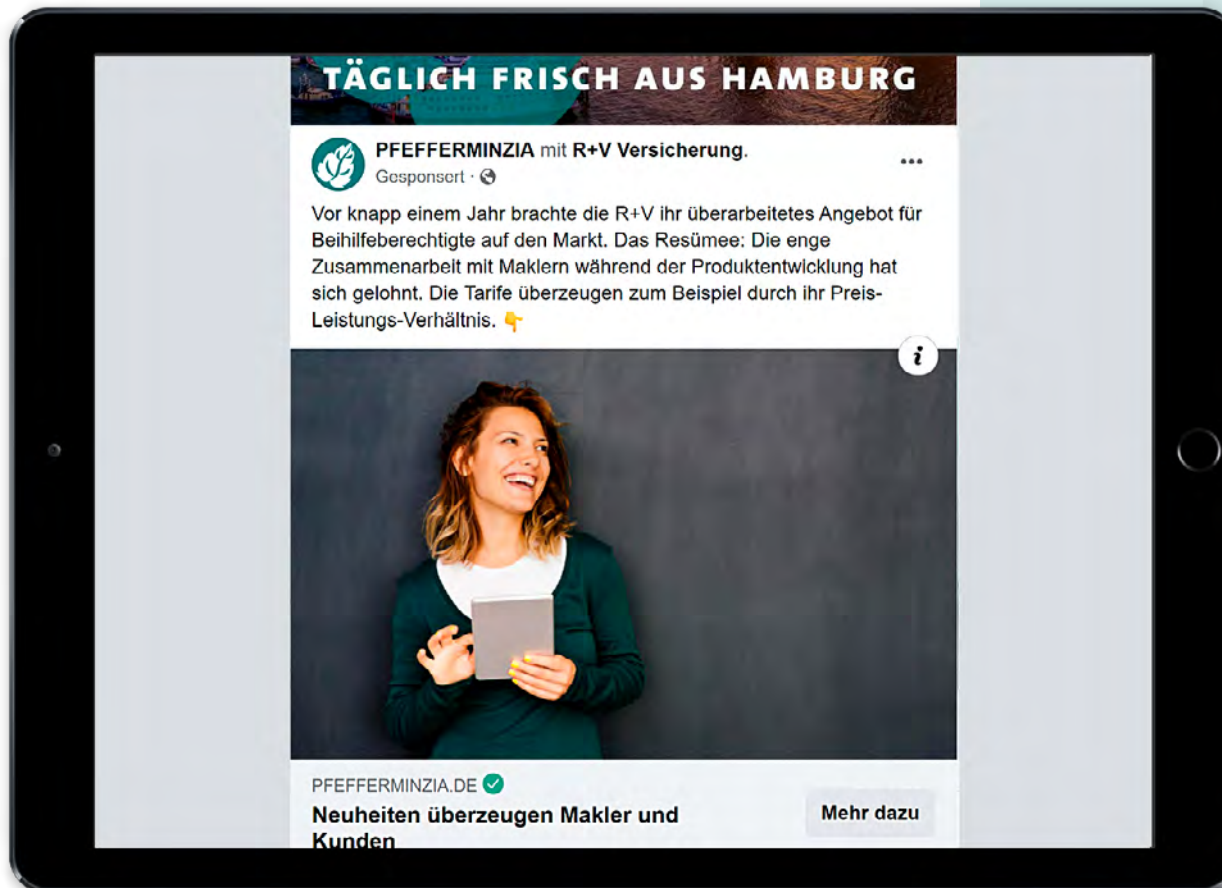 TÄGLICH FRISCH AUS HAMBURG
PFEFFERMINZIA mit R+V Versicherung.
Gesponsert ·
Vor knapp einem Jahr brachte die R+V ihr überarbeitetes Angebot für
Beihilfeberechtigte auf den Markt. Das Resümee: Die enge
Zusammenarbeit mit Maklern während der Produktentwicklung hat
sich gelohnt. Die Tarife überzeugen zum Beispiel durch ihr Preis-
Leistungs-Verhältnis. 👇
i
PFEFFERMINZIA.DE
Neuheiten überzeugen Makler und
Kunden
Mehr dazu